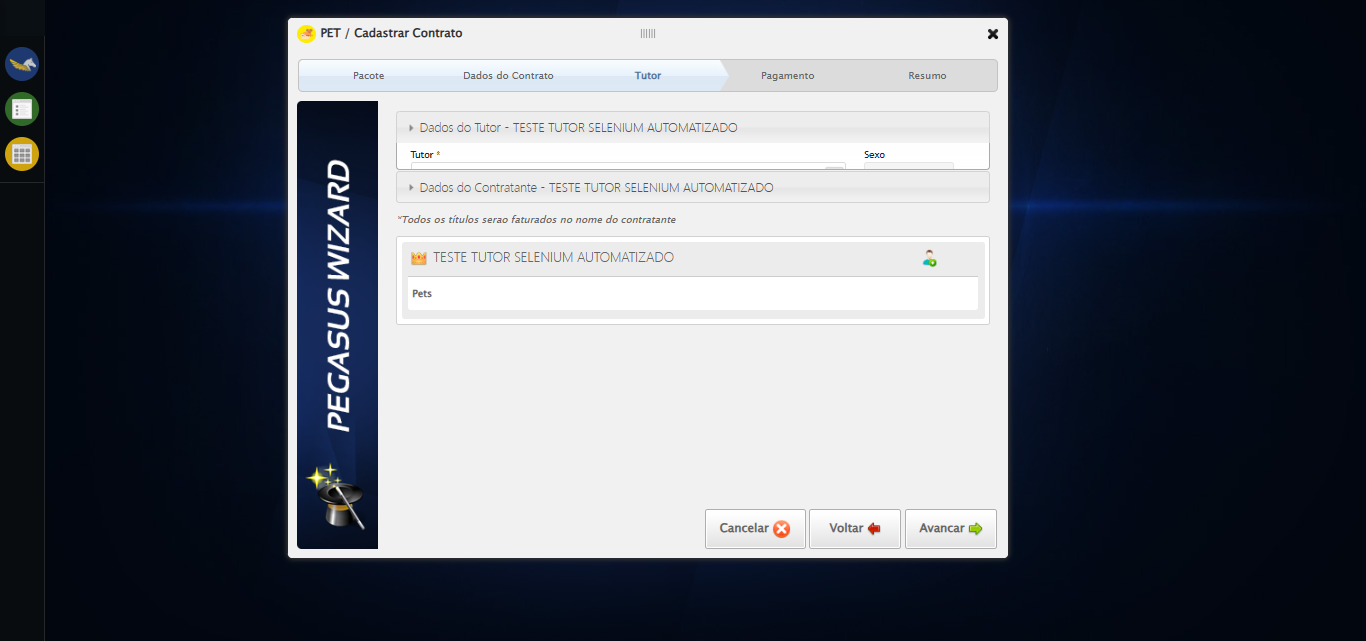 PET / Cadastrar Contrato
Pacote
Dados do Contrato
Tutor
Pagamento
Resumo
PEGASUS WIZARD
Dados do Tutor - TESTE TUTOR SELENIUM AUTOMATIZADO
Tutor *
Sexo
Dados do Contratante - TESTE TUTOR SELENIUM AUTOMATIZADO
*Todos os títulos serao faturados no nome do contratante
TESTE TUTOR SELENIUM AUTOMATIZADO
Pets
Cancelar
Voltar
Avancar